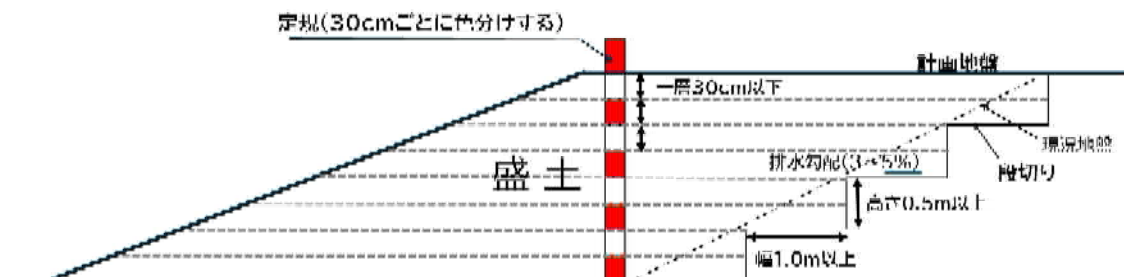 定規(30cmごとに色分けする)
計画地盤
一層30cm以下
現況地盤
排水勾配(3~5%)
段切り
盛土
高さ0.5m以上
幅1.0m以上